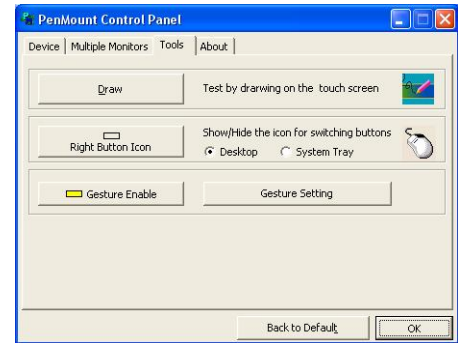 PenMount Control Panel
Device Multiple Monitors Tools About
Draw Test by drarwing on the touch screen
Right Button Icon Show/Hide the icon for switching buttons
Desktop System Tray
Gesture Enable Gesture Setting
Back to Default OK